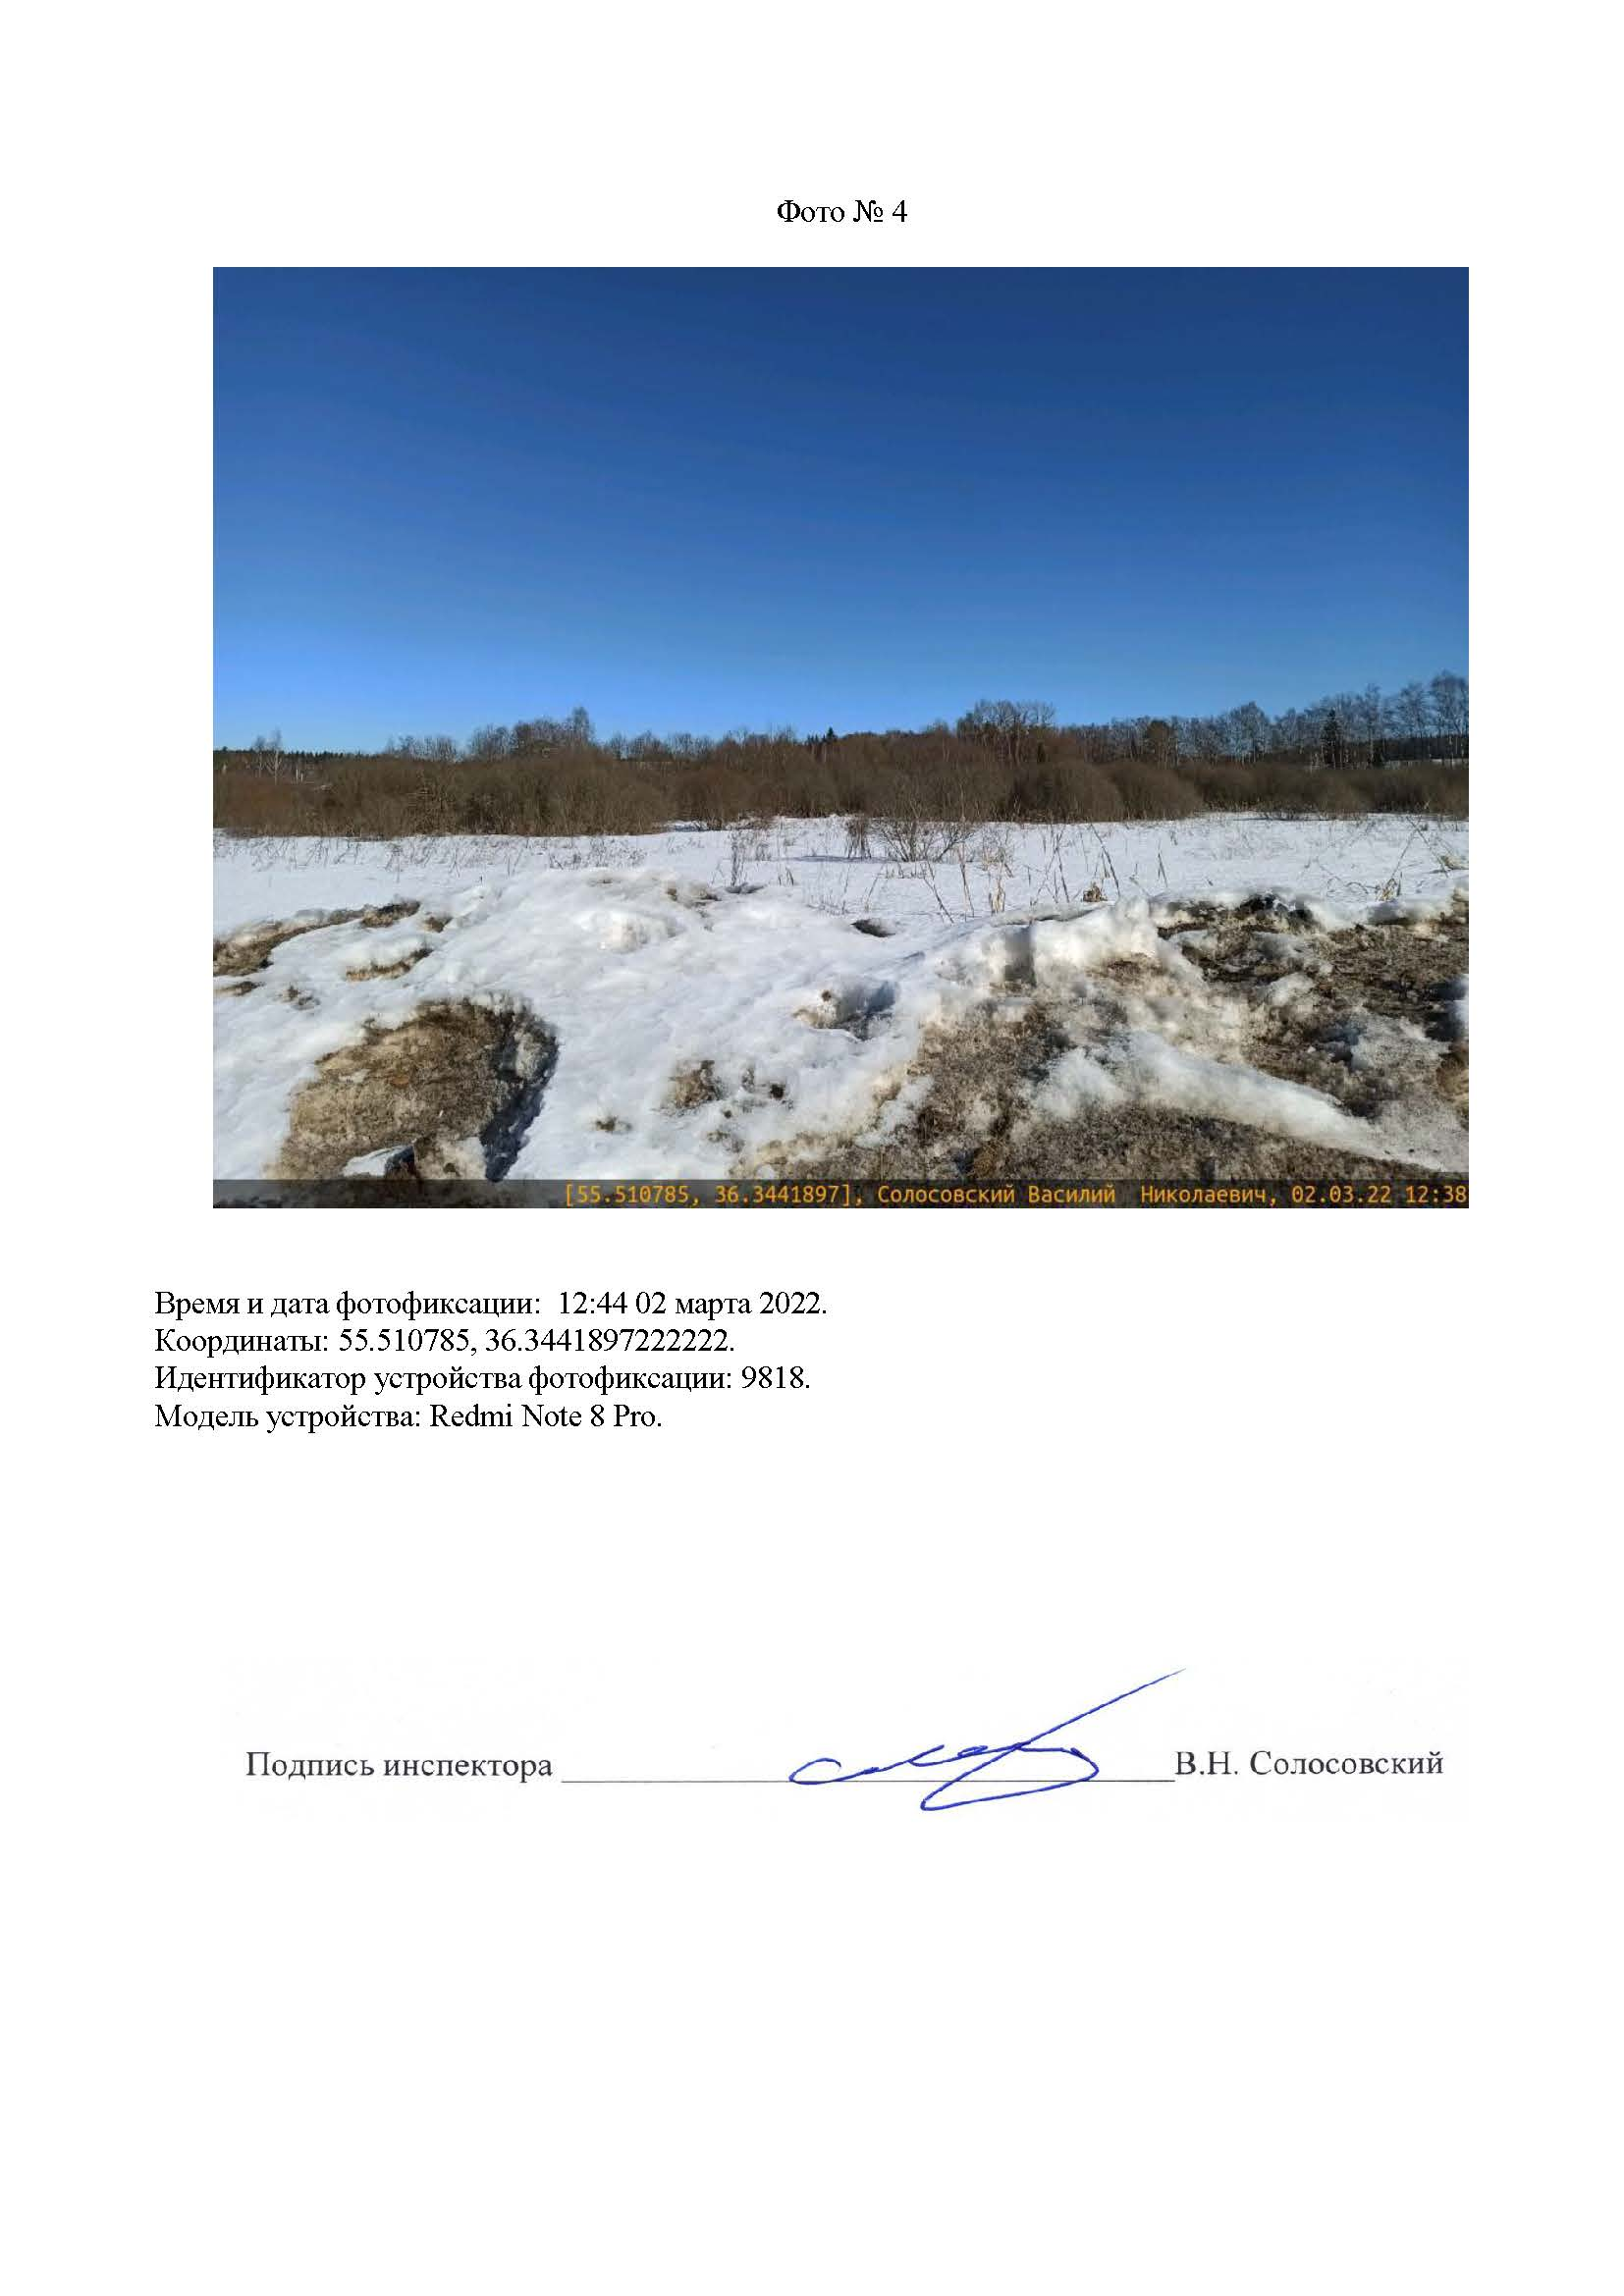 Фото № 4
[55.510785, 36.3441897], Солосовский Василий  Николаевич, 02.03.22 12:38
Время и дата фотофиксации:  12:44 02 марта 2022.
Координаты: 55.510785, 36.3441897222222.
Идентификатор устройства фотофиксации: 9818.
Модель устройства: Redmi Note 8 Pro.
Подпись инспектора ____________________________________ В.Н. Солосовский